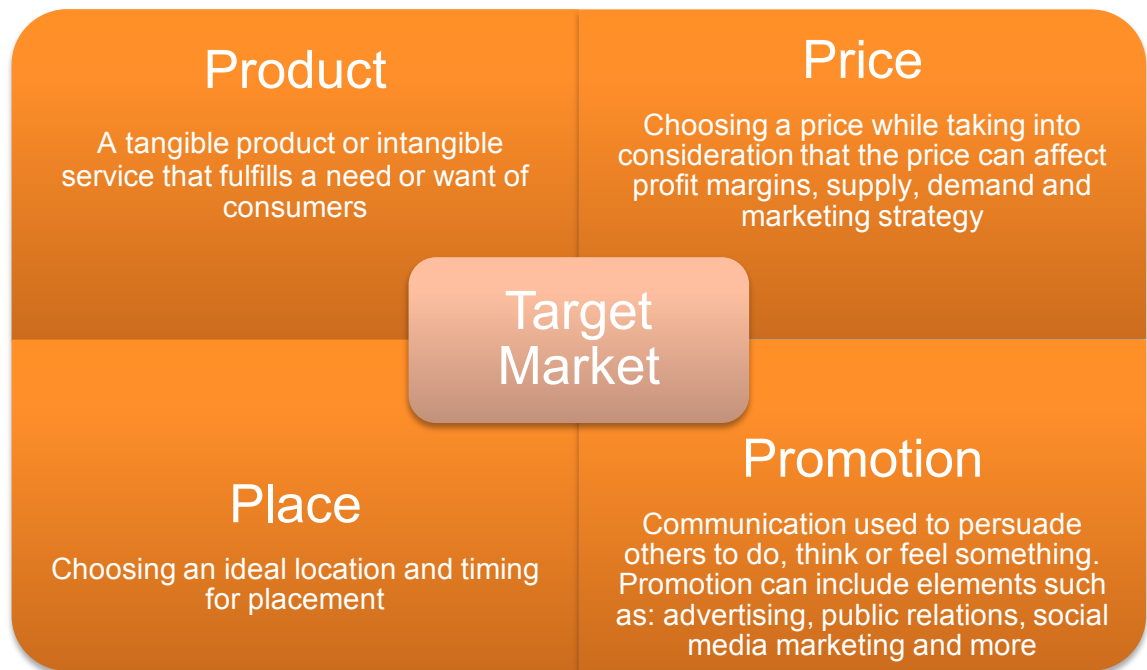 Product
A tangible product or intangible
service that fulfills a need or want of
consumers
Price
Choosing a price while taking into
consideration that the price can affect
profit margins, supply, demand and
marketing strategy
Target
Market
Place
Choosing an ideal location and timing
for placement
Promotion
Communication used to persuade
others to do, think or feel something.
Promotion can include elements such
as: advertising, public relations, social
media marketing and more